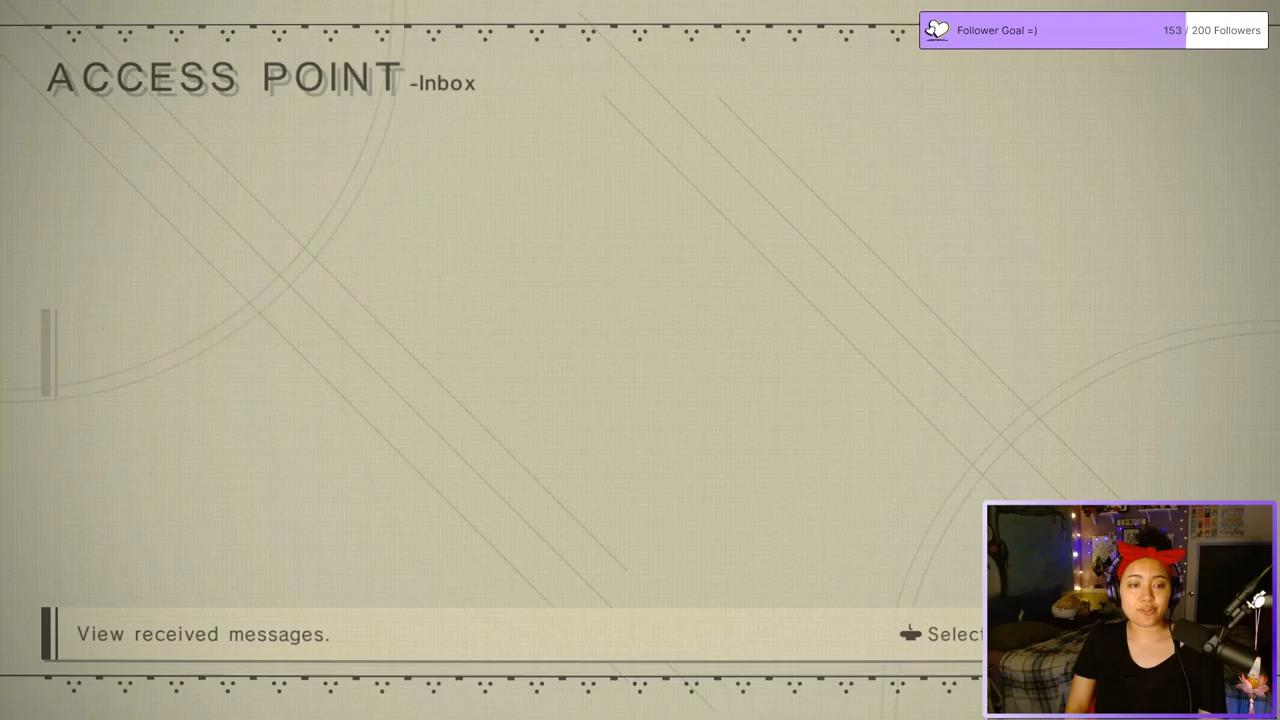 Follower Goal =)
153 / 200 Followers
ACCESS POINT -Inbox
View received messages.
Select